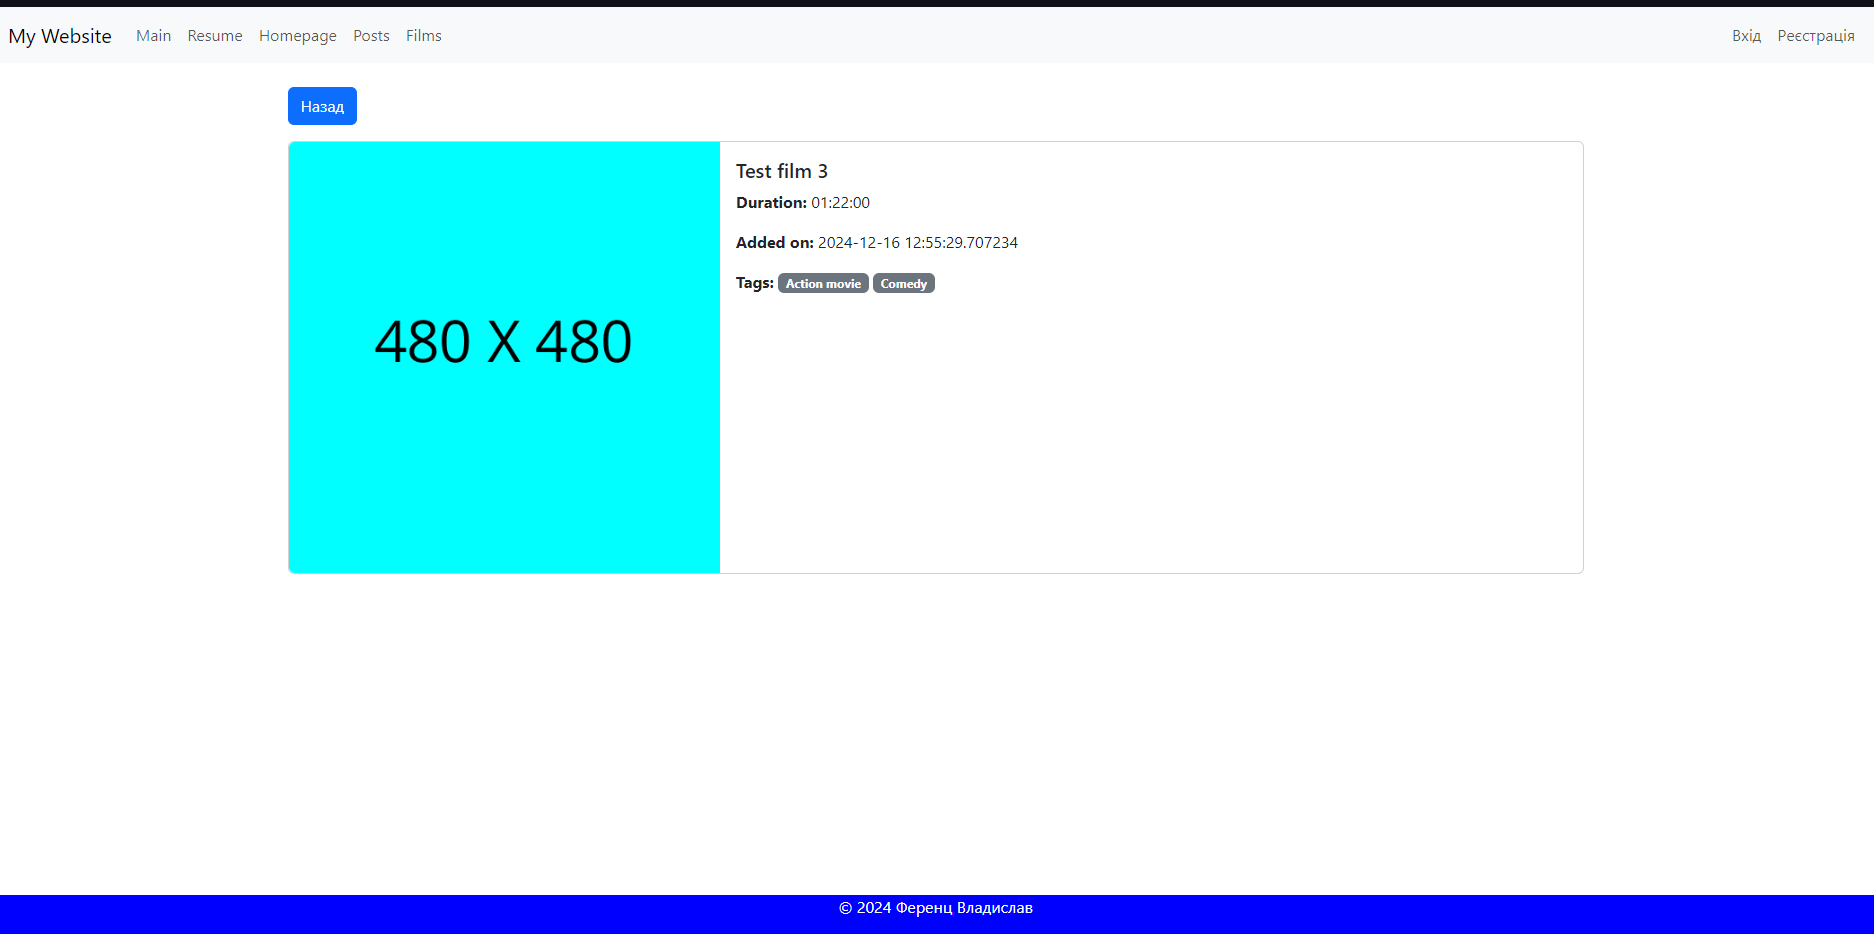 My Website Main Resume Homepage Posts Films Вхід Реєстрація
Назад
480 X 480
Test film 3
Duration: 01:22:00
Added on: 2024-12-16 12:55:29.707234
Tags: Action movie Comedy
© 2024 Ференц Владислав